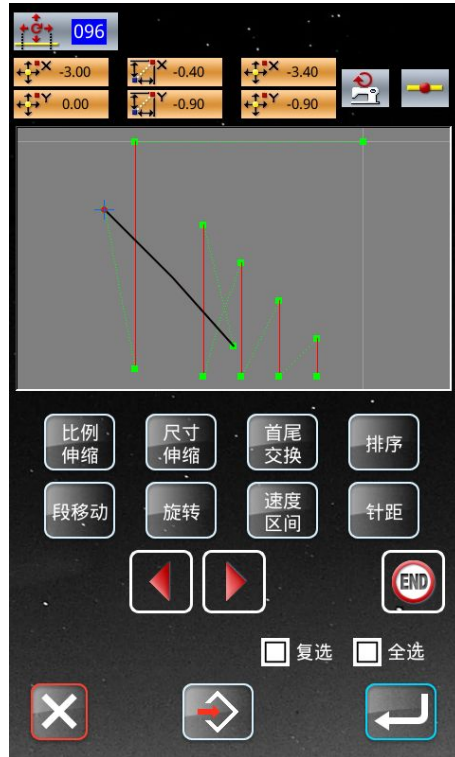 096
X -3.00
X -0.40
X -3.40
Y 0.00
Y -0.90
Y -0.90
比例
伸缩
尺寸
伸缩
首尾
交换
排序
段移动
旋转
速度
区间
针距
END
复选
全选